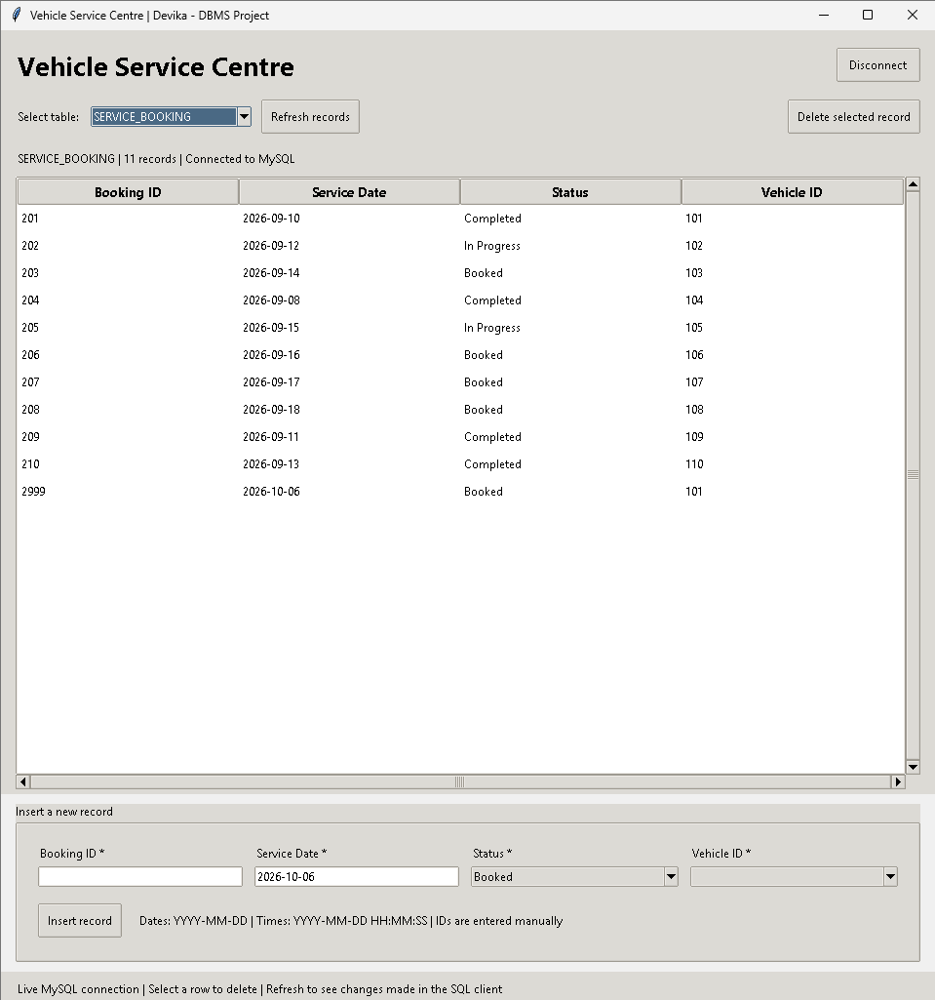 Vehicle Service Centre | Devika - DBMS Project
Vehicle Service Centre
Disconnect
Select table: SERVICE_BOOKING Refresh records Delete selected record
SERVICE_BOOKING | 11 records | Connected to MySQL
Booking ID Service Date Status Vehicle ID
201 2026-09-10 Completed 101
202 2026-09-12 In Progress 102
203 2026-09-14 Booked 103
204 2026-09-08 Completed 104
205 2026-09-15 In Progress 105
206 2026-09-16 Booked 106
207 2026-09-17 Booked 107
208 2026-09-18 Booked 108
209 2026-09-11 Completed 109
210 2026-09-13 Completed 110
2999 2026-10-06 Booked 101
Insert a new record
Booking ID * Service Date * Status * Vehicle ID *
2026-10-06 Booked
Insert record Dates: YYYY-MM-DD | Times: YYYY-MM-DD HH:MM:SS | IDs are entered manually
Live MySQL connection | Select a row to delete | Refresh to see changes made in the SQL client